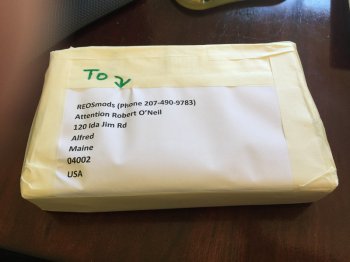 TO
REOSmods (Phone 207-490-9783)
Attention Robert O'Neil
120 Ida Jim Rd
Alfred
Maine
04002
USA